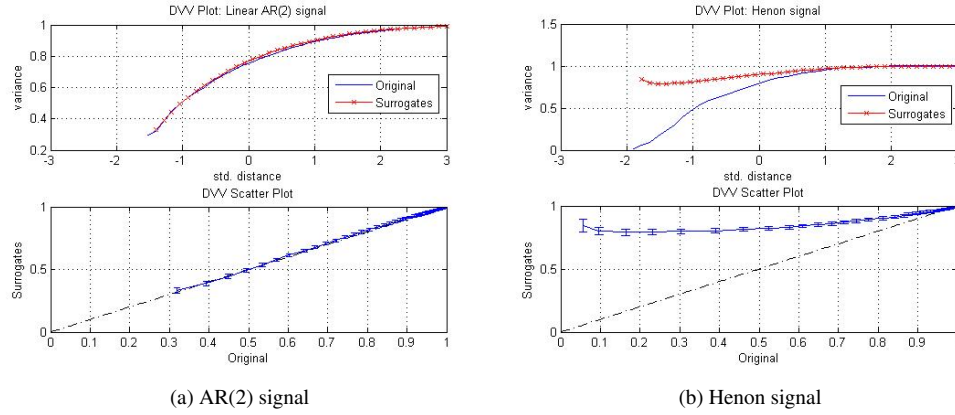 DVV Plot: Linear AR(2) signal
1
0.8
0.6
0.4
0.2
variance
-3
-2
-1
0
1
2
3
std. distance
Original
Surrogates
DVV Scatter Plot
1
0.5
0
Surrogates
0
0.1
0.2
0.3
0.4
0.5
0.6
0.7
0.8
0.9
1
Original
(a) AR(2) signal
DVV Plot: Henon signal
1.5
1
0.5
0
variance
-3
-2
-1
0
1
2
3
std. distance
Original
Surrogates
DVV Scatter Plot
1
0.5
0
Surrogates
0
0.1
0.2
0.3
0.4
0.5
0.6
0.7
0.8
0.9
1
Original
(b) Henon signal